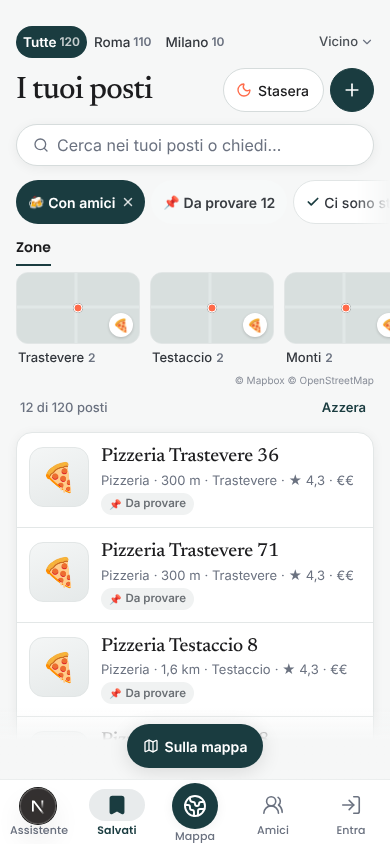 Tutte 120 Roma 110 Milano 10 Vicino
I tuoi posti
Stasera
Cerca nei tuoi posti o chiedi...
Con amici Da provare 12 Ci sono
Zone
Trastevere 2 Testaccio 2 Monti 2
© Mapbox © OpenStreetMap
12 di 120 posti Azzera
Pizzeria Trastevere 36
Pizzeria · 300 m · Trastevere · ★ 4,3 · €€
Da provare
Pizzeria Trastevere 71
Pizzeria · 300 m · Trastevere · ★ 4,3 · €€
Da provare
Pizzeria Testaccio 8
Pizzeria · 1,6 km · Testaccio · ★ 4,3 · €€
Da provare
Sulla mappa
N
Assistente Salvati Mappa Amici Entra